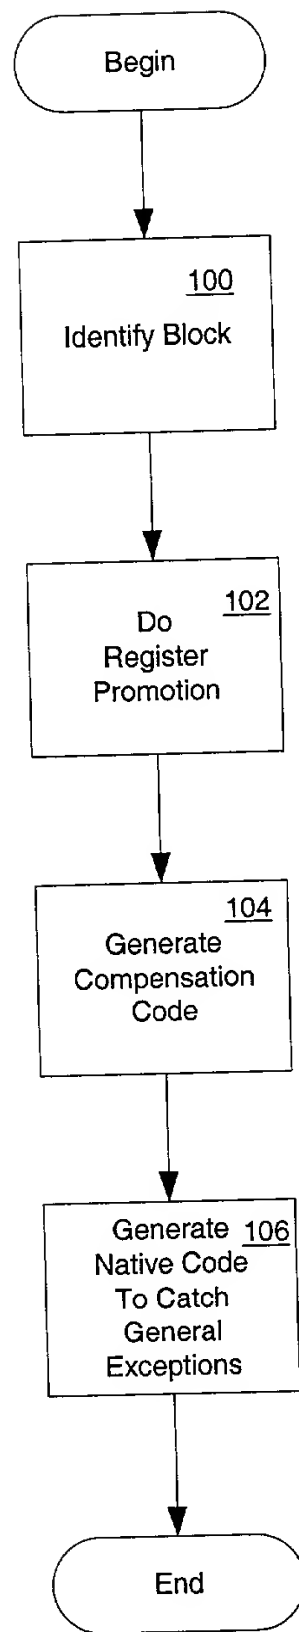 Begin
100
Identify Block
102
Do
Register
Promotion
104
Generate
Compensation
Code
Generate 106
Native Code
To Catch
General
Exceptions
End